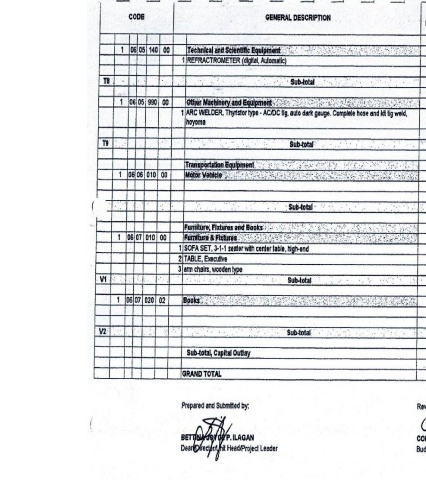 CODE GENERAL DESCRIPTION
1 06 05 140 00 Technical and Scientific Equipment
1 REFRACTOMETER (digital, Automatic)
T8 Sub-total
1 06 05 990 00 Other Machinery and Equipment
1 ARC WELDER, Thyristor type - AC/DC tig, auto dark gauge. Complete hose and kit tig weld,
hoyoma
T9 Sub-total
Transportation Equipment
1 06 06 010 00 Motor Vehicle
Sub-total
Furniture, Fixtures and Books
1 06 07 010 00 Furniture & Fixtures
1 SOFA SET, 3-1-1 seater with center table, high-end
2 TABLE, Executive
3 arm chairs, wooden type
V1 Sub-total
1 06 07 020 02 Books
V2 Sub-total
Sub-total, Capital Outlay
GRAND TOTAL
Prepared and Submitted by: Rev
P. ILAGAN CO
Head/Project Leader Bud